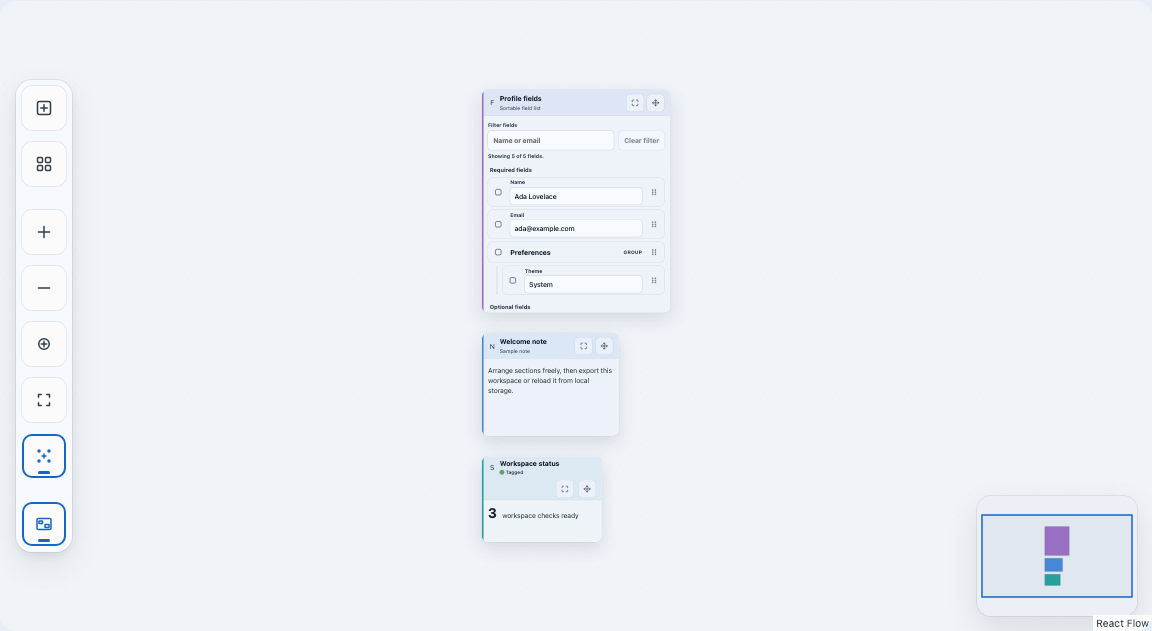 F
Profile fields
Sortable field list
Filter fields
Name or email
Clear filter
Showing 5 of 5 fields.
Required fields
Name
Ada Lovelace
Email
ada@example.com
Preferences
GROUP
Theme
System
Optional fields
N
Welcome note
Sample note
Arrange sections freely, then export this
workspace or reload it from local
storage.
S
Workspace status
Tagged
3 workspace checks ready
React Flow